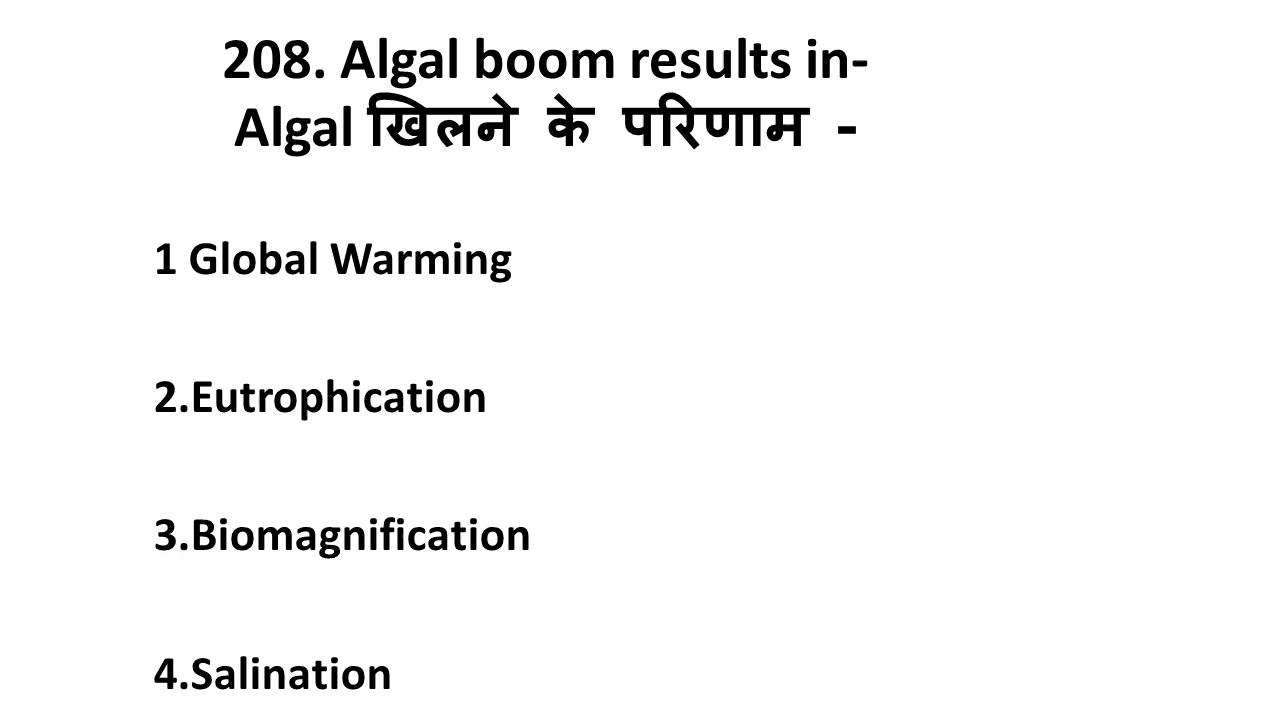 208. Algal boom results in-
Algal खिलने के परिणाम -
1 Global Warming
2.Eutrophication
3.Biomagnification
4.Salination